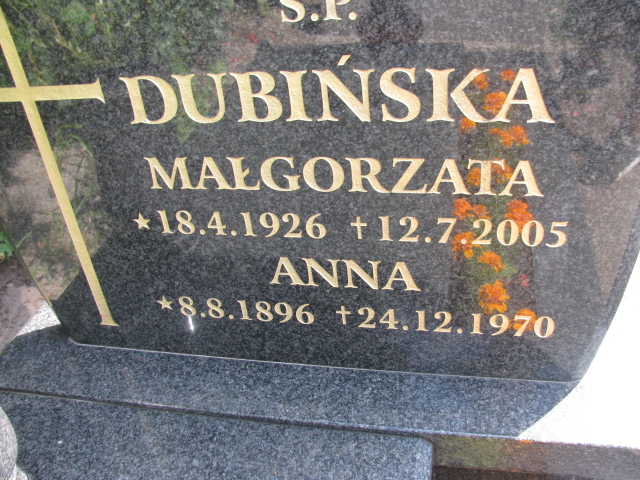 Ś.P.
DUBIŃSKA
MAŁGORZATA
★18.4.1926 †12.7.2005
ANNA
★8.8.1896 †24.12.1970